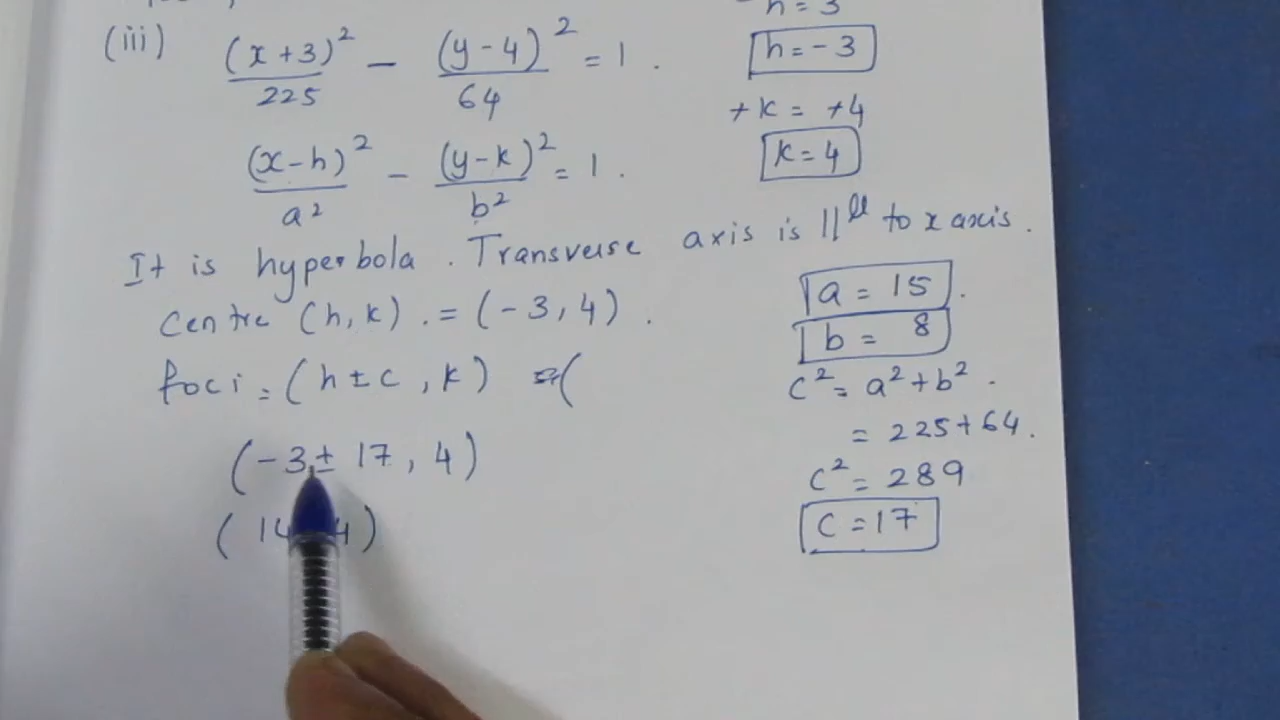 h = 3
(iii) (x+3)²/225 − (y−4)²/64 = 1 .
h = −3
+k = +4
(x−h)²/a² − (y−k)²/b² = 1 .
k = 4
It is hyperbola . Transverse axis is ||ll to x axis .
a = 15 .
Centre (h, k) . = (−3, 4) .
b = 8
foci = (h ± c , k) = (
c² = a² + b² .
= 225 + 64 .
(−3 ± 17 , 4)
c² = 289
c = 17
( 14 4 )